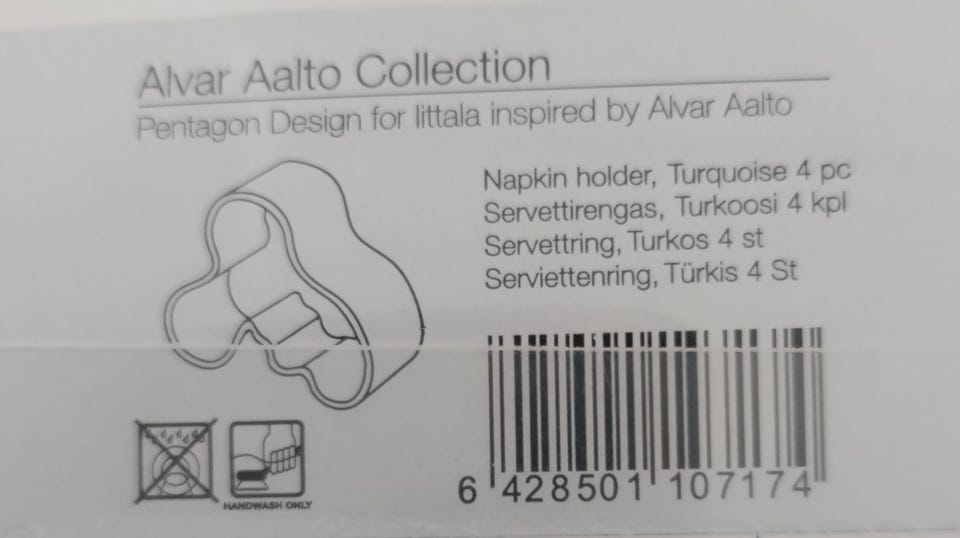 Alvar Aalto Collection
Pentagon Design for Iittala inspired by Alvar Aalto
Napkin holder, Turquoise 4 pc
Servettirengas, Turkoosi 4 kpl
Servettring, Turkos 4 st
Serviettenring, Türkis 4 St
6 428501 107174
HANDWASH ONLY